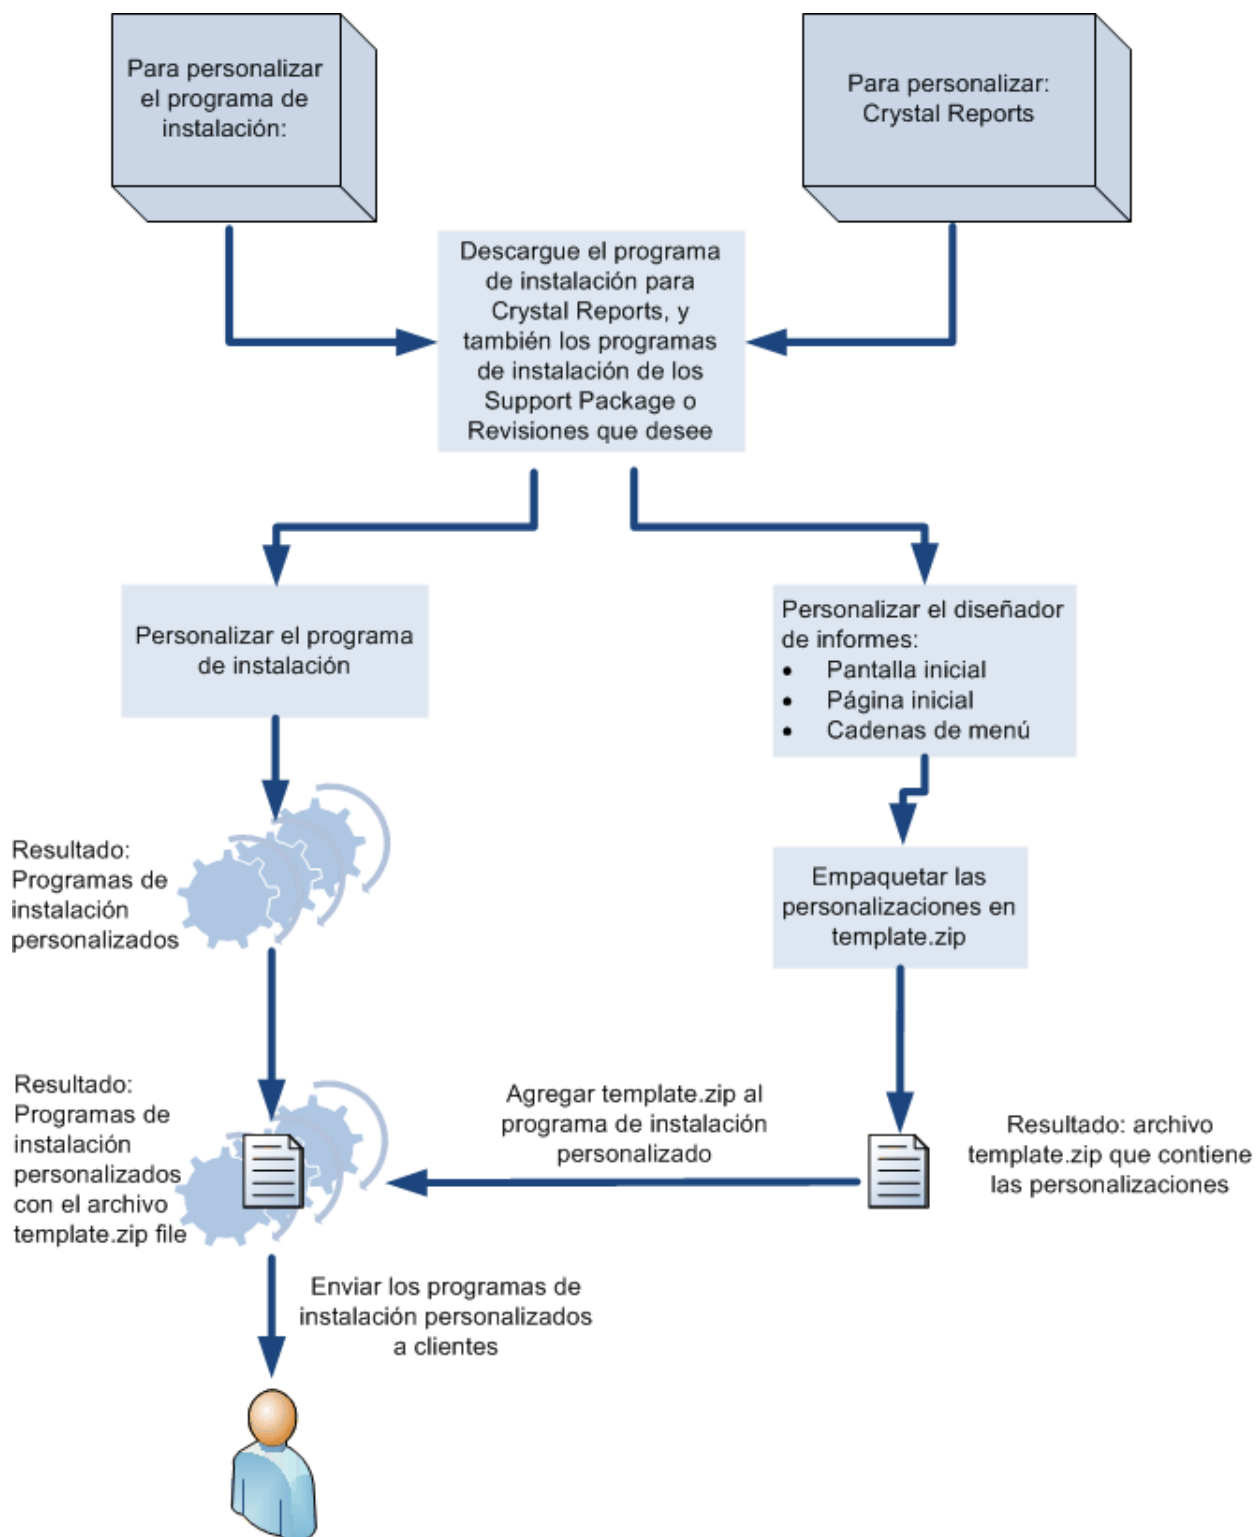 Para personalizar
el programa de
instalación:
Para personalizar:
Crystal Reports
Descargue el programa
de instalación para
Crystal Reports, y
también los programas
de instalación de los
Support Package o
Revisiones que desee
Personalizar el programa
de instalación
Personalizar el diseñador
de informes:
• Pantalla inicial
• Página inicial
• Cadenas de menú
Resultado:
Programas de
instalación
personalizados
Empaquetar las
personalizaciones en
template.zip
Resultado:
Programas de
instalación
personalizados
con el archivo
template.zip file
Agregar template.zip al
programa de instalación
personalizado
Resultado: archivo
template.zip que contiene
las personalizaciones
Enviar los programas de
instalación personalizados
a clientes